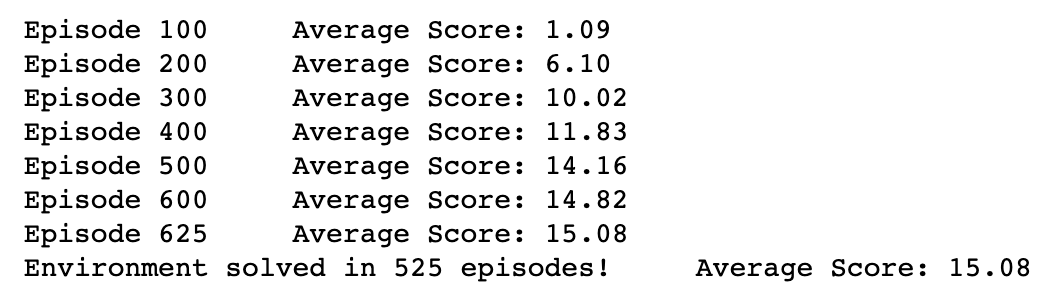 Episode 100 Average Score: 1.09
Episode 200 Average Score: 6.10
Episode 300 Average Score: 10.02
Episode 400 Average Score: 11.83
Episode 500 Average Score: 14.16
Episode 600 Average Score: 14.82
Episode 625 Average Score: 15.08
Environment solved in 525 episodes! Average Score: 15.08